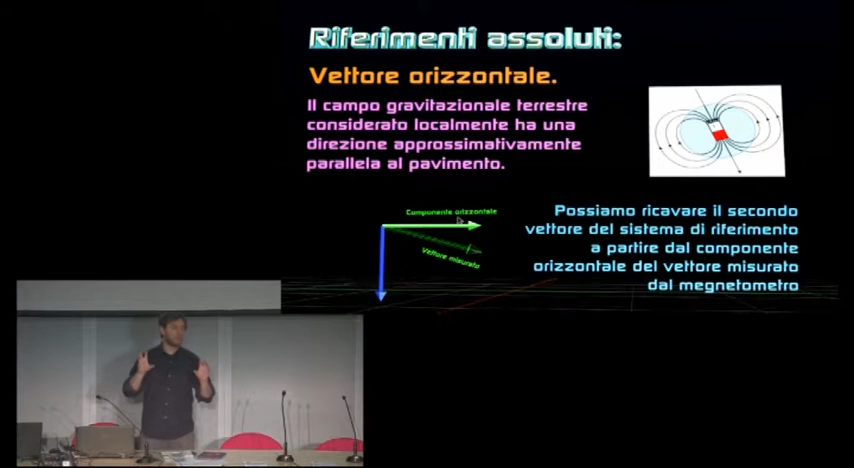 Riferimenti assoluti:
Vettore orizzontale.
Il campo gravitazionale terrestre
considerato localmente ha una
direzione approssimativamente
parallela al pavimento.
Componente orizzontale
Vettore misurato
Possiamo ricavare il secondo
vettore del sistema di riferimento
a partire dal componente
orizzontale del vettore misurato
dal megnetometro